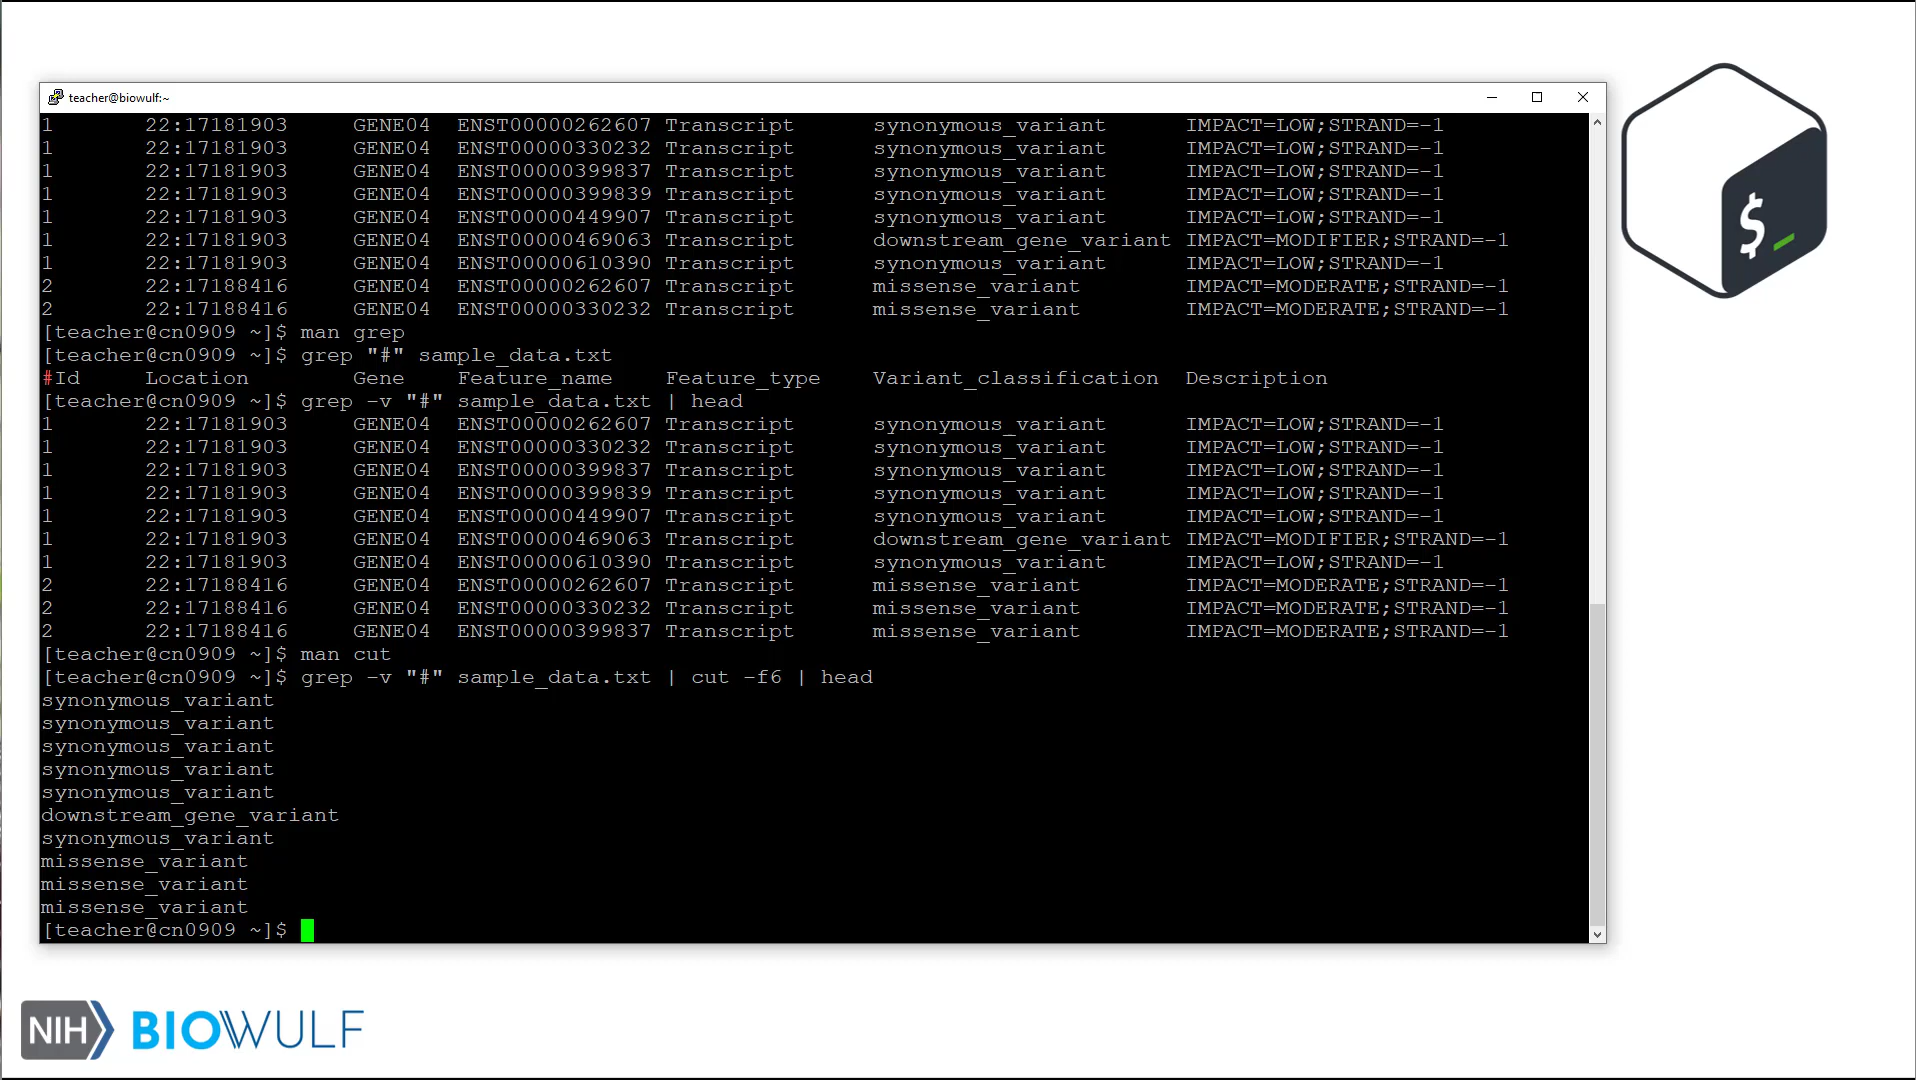 teacher@biowulf:~
1 22:17181903 GENE04 ENST00000262607 Transcript synonymous_variant IMPACT=LOW;STRAND=-1
1 22:17181903 GENE04 ENST00000330232 Transcript synonymous_variant IMPACT=LOW;STRAND=-1
1 22:17181903 GENE04 ENST00000399837 Transcript synonymous_variant IMPACT=LOW;STRAND=-1
1 22:17181903 GENE04 ENST00000399839 Transcript synonymous_variant IMPACT=LOW;STRAND=-1
1 22:17181903 GENE04 ENST00000449907 Transcript synonymous_variant IMPACT=LOW;STRAND=-1
1 22:17181903 GENE04 ENST00000469063 Transcript downstream_gene_variant IMPACT=MODIFIER;STRAND=-1
1 22:17181903 GENE04 ENST00000610390 Transcript synonymous_variant IMPACT=LOW;STRAND=-1
2 22:17188416 GENE04 ENST00000262607 Transcript missense_variant IMPACT=MODERATE;STRAND=-1
2 22:17188416 GENE04 ENST00000330232 Transcript missense_variant IMPACT=MODERATE;STRAND=-1
[teacher@cn0909 ~]$ man grep
[teacher@cn0909 ~]$ grep "#" sample_data.txt
#Id Location Gene Feature_name Feature_type Variant_classification Description
[teacher@cn0909 ~]$ grep -v "#" sample_data.txt | head
1 22:17181903 GENE04 ENST00000262607 Transcript synonymous_variant IMPACT=LOW;STRAND=-1
1 22:17181903 GENE04 ENST00000330232 Transcript synonymous_variant IMPACT=LOW;STRAND=-1
1 22:17181903 GENE04 ENST00000399837 Transcript synonymous_variant IMPACT=LOW;STRAND=-1
1 22:17181903 GENE04 ENST00000399839 Transcript synonymous_variant IMPACT=LOW;STRAND=-1
1 22:17181903 GENE04 ENST00000449907 Transcript synonymous_variant IMPACT=LOW;STRAND=-1
1 22:17181903 GENE04 ENST00000469063 Transcript downstream_gene_variant IMPACT=MODIFIER;STRAND=-1
1 22:17181903 GENE04 ENST00000610390 Transcript synonymous_variant IMPACT=LOW;STRAND=-1
2 22:17188416 GENE04 ENST00000262607 Transcript missense_variant IMPACT=MODERATE;STRAND=-1
2 22:17188416 GENE04 ENST00000330232 Transcript missense_variant IMPACT=MODERATE;STRAND=-1
2 22:17188416 GENE04 ENST00000399837 Transcript missense_variant IMPACT=MODERATE;STRAND=-1
[teacher@cn0909 ~]$ man cut
[teacher@cn0909 ~]$ grep -v "#" sample_data.txt | cut -f6 | head
synonymous_variant
synonymous_variant
synonymous_variant
synonymous_variant
synonymous_variant
downstream_gene_variant
synonymous_variant
missense_variant
missense_variant
missense_variant
[teacher@cn0909 ~]$
$_
NIH BIOWULF